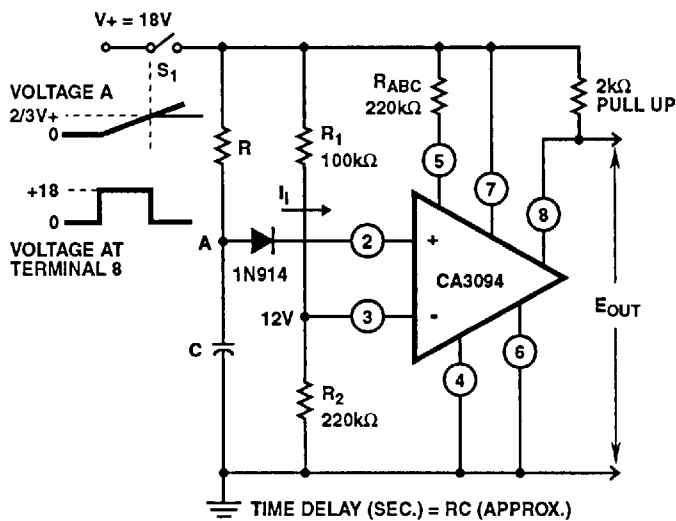 V+ = 18V
S1
VOLTAGE A
2/3V+
0
+18
0
VOLTAGE AT
TERMINAL 8
R
R1
100kΩ
RABC
220kΩ
2kΩ
PULL UP
5
7
8
II
A
1N914
2
+
CA3094
12V
3
-
EOUT
C
R2
220kΩ
4
6
TIME DELAY (SEC.) = RC (APPROX.)